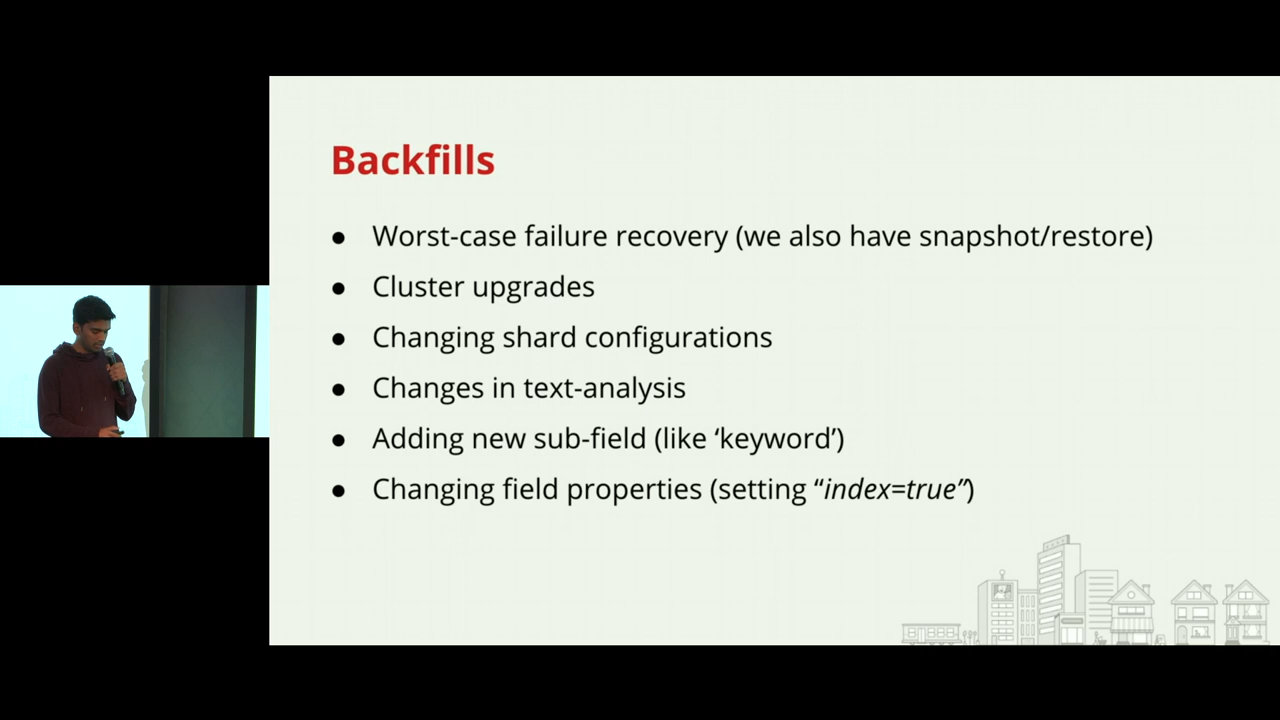 Backfills
● Worst-case failure recovery (we also have snapshot/restore)
● Cluster upgrades
● Changing shard configurations
● Changes in text-analysis
● Adding new sub-field (like ‘keyword’)
● Changing field properties (setting “index=true”)